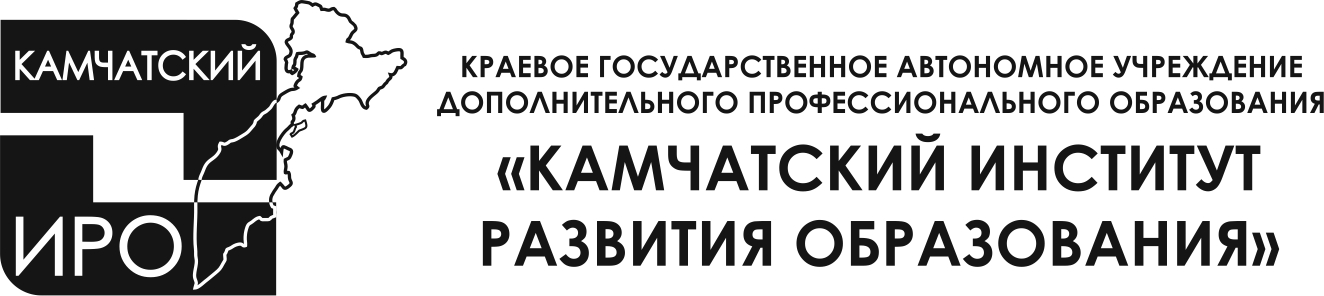 КАМЧАТСКИЙ
ИРО
КРАЕВОЕ ГОСУДАРСТВЕННОЕ АВТОНОМНОЕ УЧРЕЖДЕНИЕ
ДОПОЛНИТЕЛЬНОГО ПРОФЕССИОНАЛЬНОГО ОБРАЗОВАНИЯ
«КАМЧАТСКИЙ ИНСТИТУТ
РАЗВИТИЯ ОБРАЗОВАНИЯ»